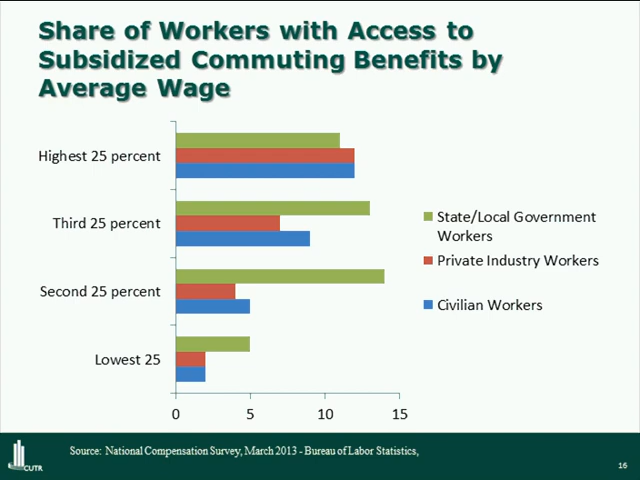 Share of Workers with Access to
Subsidized Commuting Benefits by
Average Wage
Highest 25 percent
Third 25 percent
Second 25 percent
Lowest 25
0 5 10 15
State/Local Government
Workers
Private Industry Workers
Civilian Workers
Source: National Compensation Survey, March 2013 - Bureau of Labor Statistics,
CUTR
16